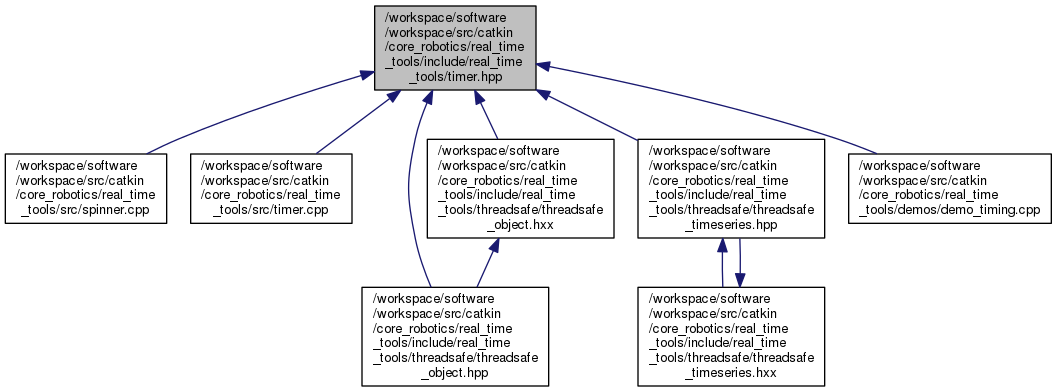 /workspace/software
/workspace/src/catkin
/core_robotics/real_time
_tools/include/real_time
_tools/timer.hpp
/workspace/software
/workspace/src/catkin
/core_robotics/real_time
_tools/src/spinner.cpp
/workspace/software
/workspace/src/catkin
/core_robotics/real_time
_tools/src/timer.cpp
/workspace/software
/workspace/src/catkin
/core_robotics/real_time
_tools/include/real_time
_tools/threadsafe/threadsafe
_object.hxx
/workspace/software
/workspace/src/catkin
/core_robotics/real_time
_tools/include/real_time
_tools/threadsafe/threadsafe
_timeseries.hpp
/workspace/software
/workspace/src/catkin
/core_robotics/real_time
_tools/demos/demo_timing.cpp
/workspace/software
/workspace/src/catkin
/core_robotics/real_time
_tools/include/real_time
_tools/threadsafe/threadsafe
_object.hpp
/workspace/software
/workspace/src/catkin
/core_robotics/real_time
_tools/include/real_time
_tools/threadsafe/threadsafe
_timeseries.hxx